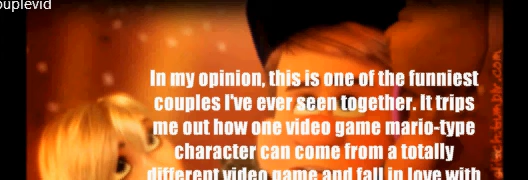 ouplevid
In my opinion, this is one of the funniest
couples I've ever seen together. It trips
me out how one video game mario-type
character can come from a totally
different video game and fall in love with